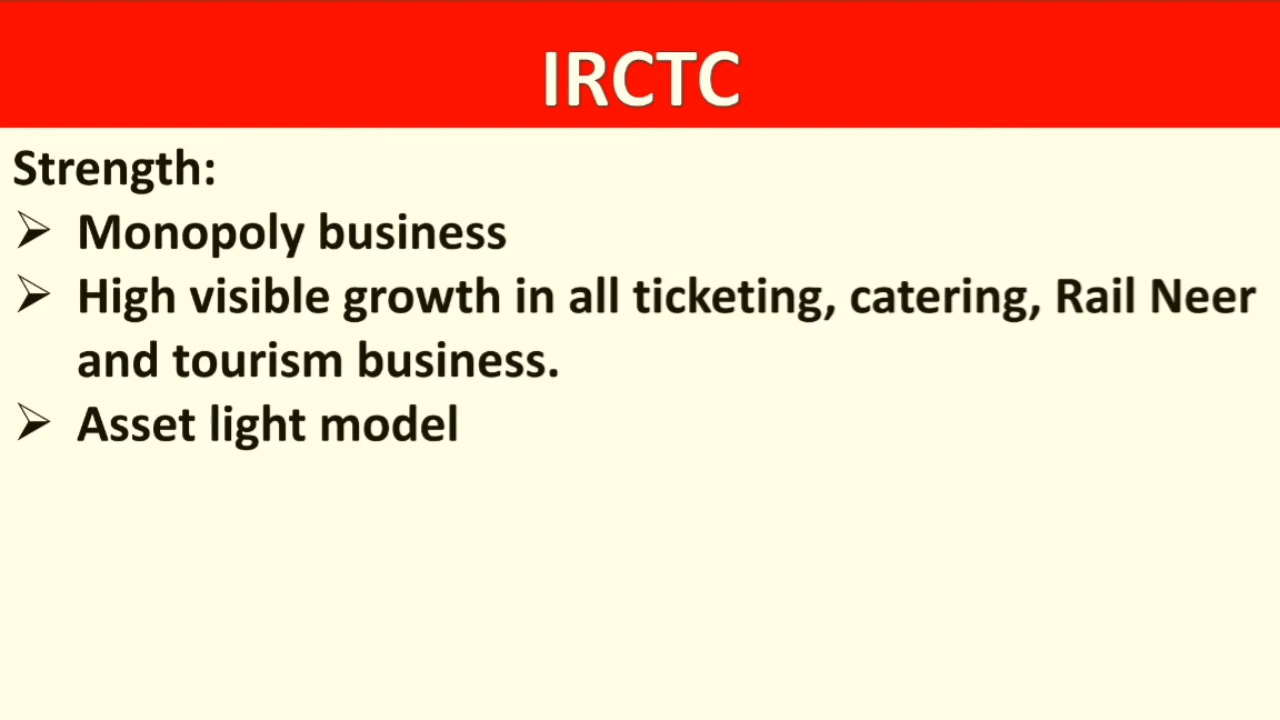 IRCTC
Strength:
➢ Monopoly business
➢ High visible growth in all ticketing, catering, Rail Neer
and tourism business.
➢ Asset light model